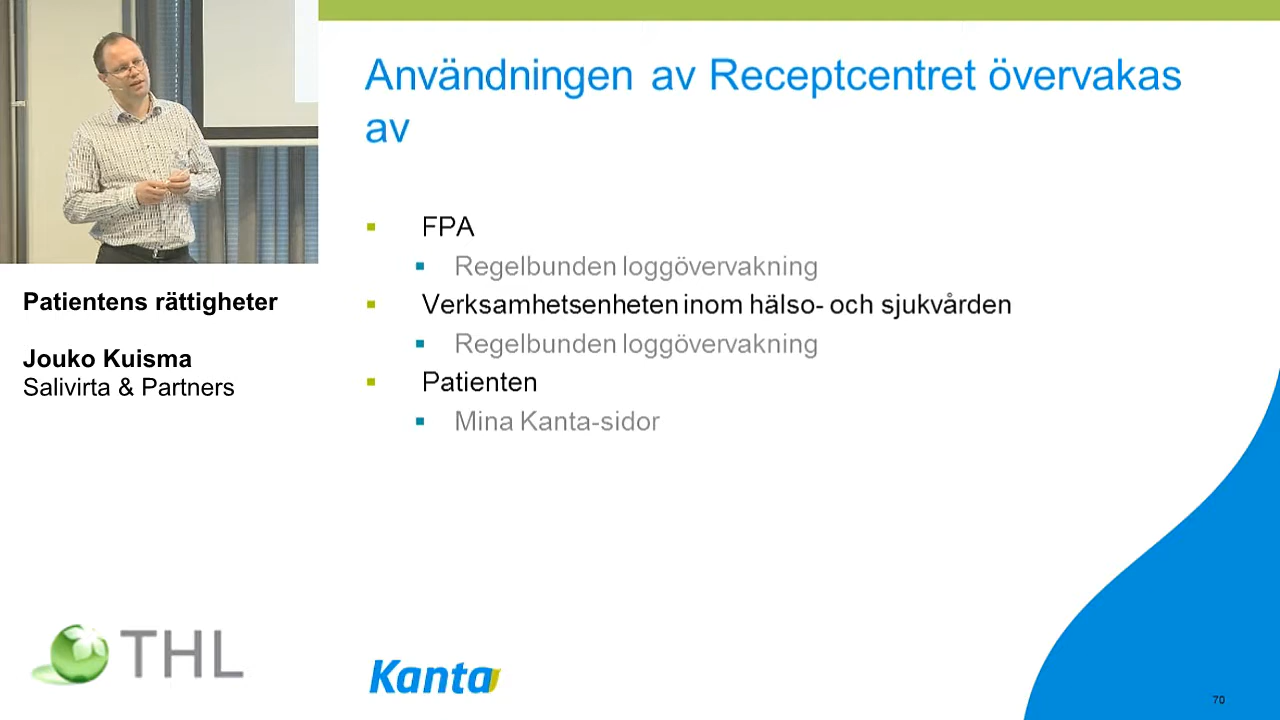 Användningen av Receptcentret övervakas
av
FPA
Regelbunden loggövervakning
Verksamhetsenheten inom hälso- och sjukvården
Regelbunden loggövervakning
Patienten
Mina Kanta-sidor
Patientens rättigheter
Jouko Kuisma
Salivirta & Partners
THL
Kanta
70